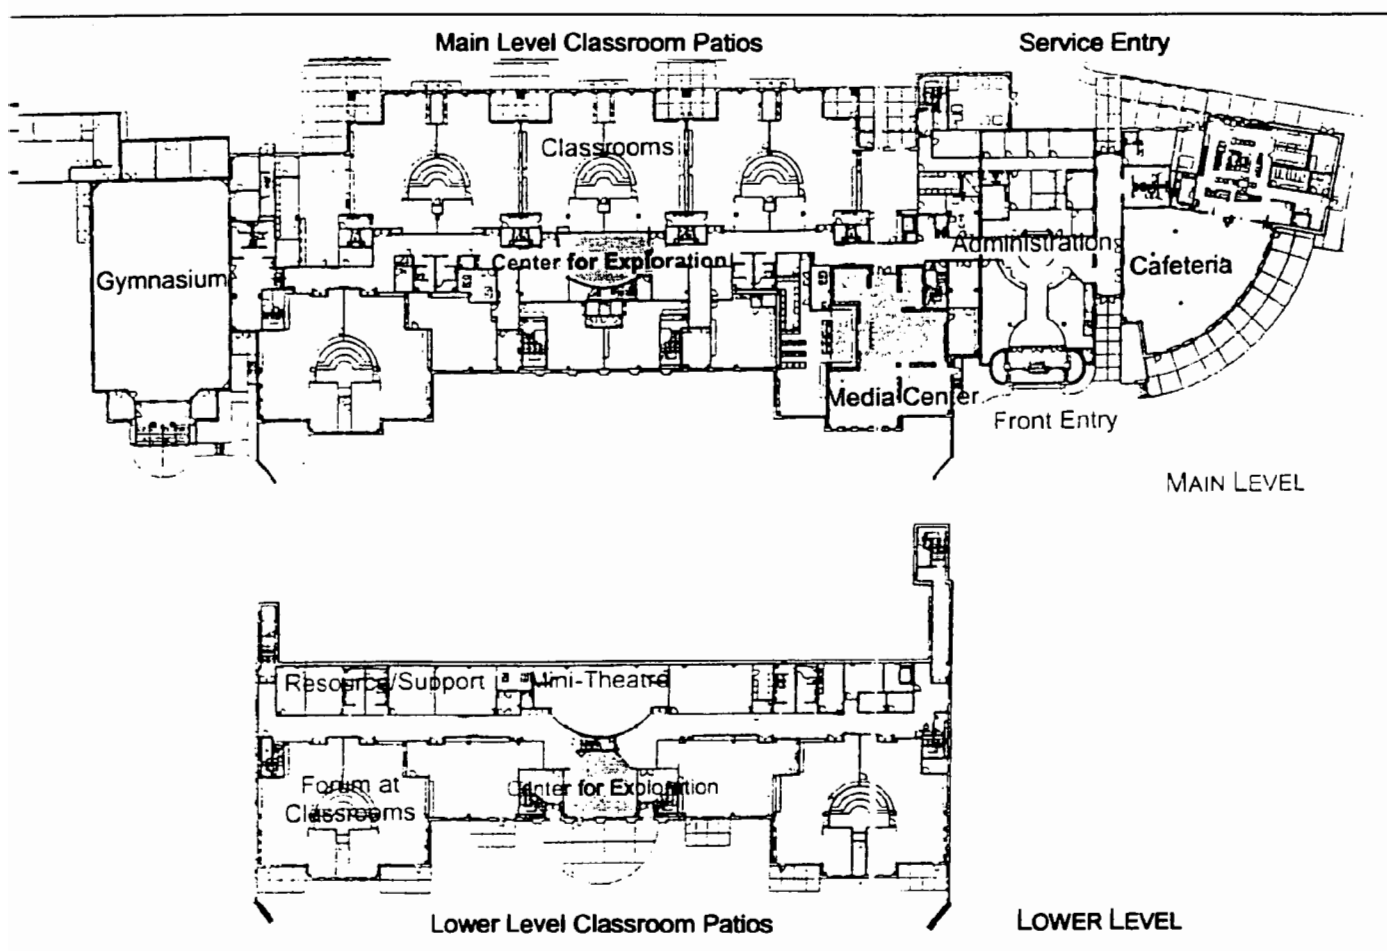 Main Level Classroom Patios
Service Entry
Classrooms
Administration
Center for Exploration
Cafeteria
Gymnasium
Media Center
Front Entry
MAIN LEVEL
Resource/Support
Mini-Theatre
Forum at
Classrooms
Center for Exploration
Lower Level Classroom Patios
LOWER LEVEL